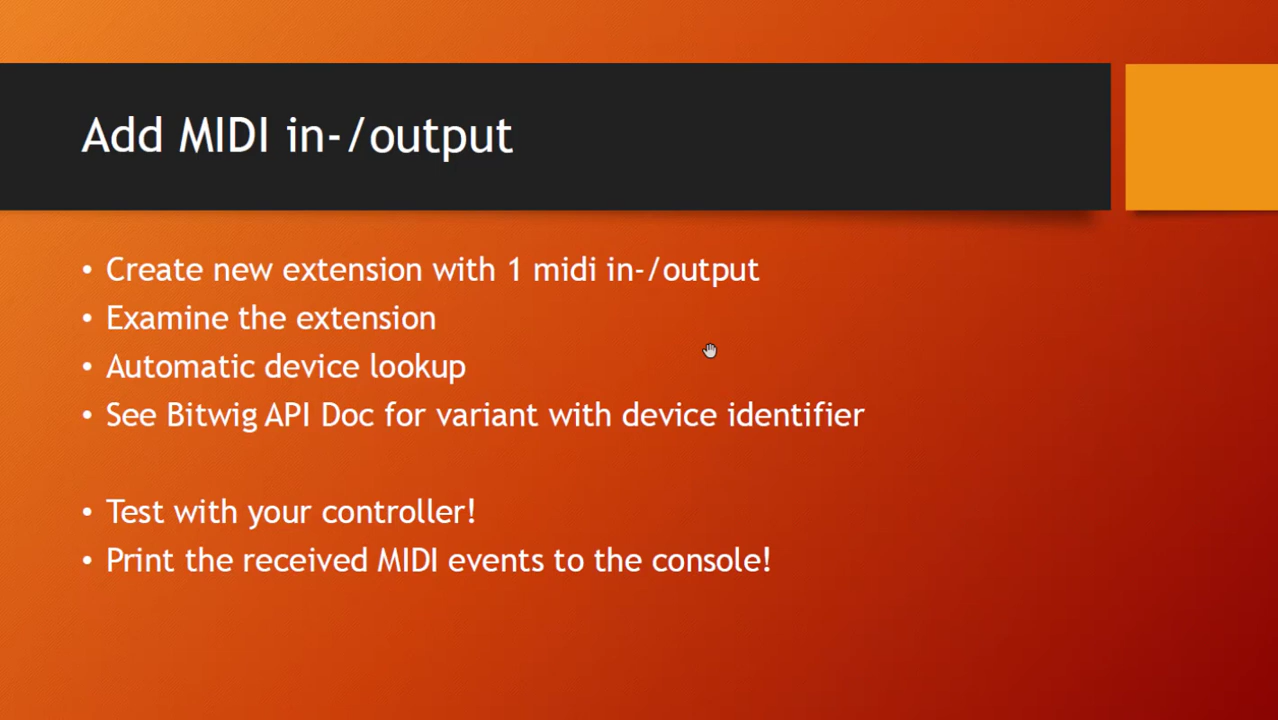 Add MIDI in-/output
• Create new extension with 1 midi in-/output
• Examine the extension
• Automatic device lookup
• See Bitwig API Doc for variant with device identifier
• Test with your controller!
• Print the received MIDI events to the console!